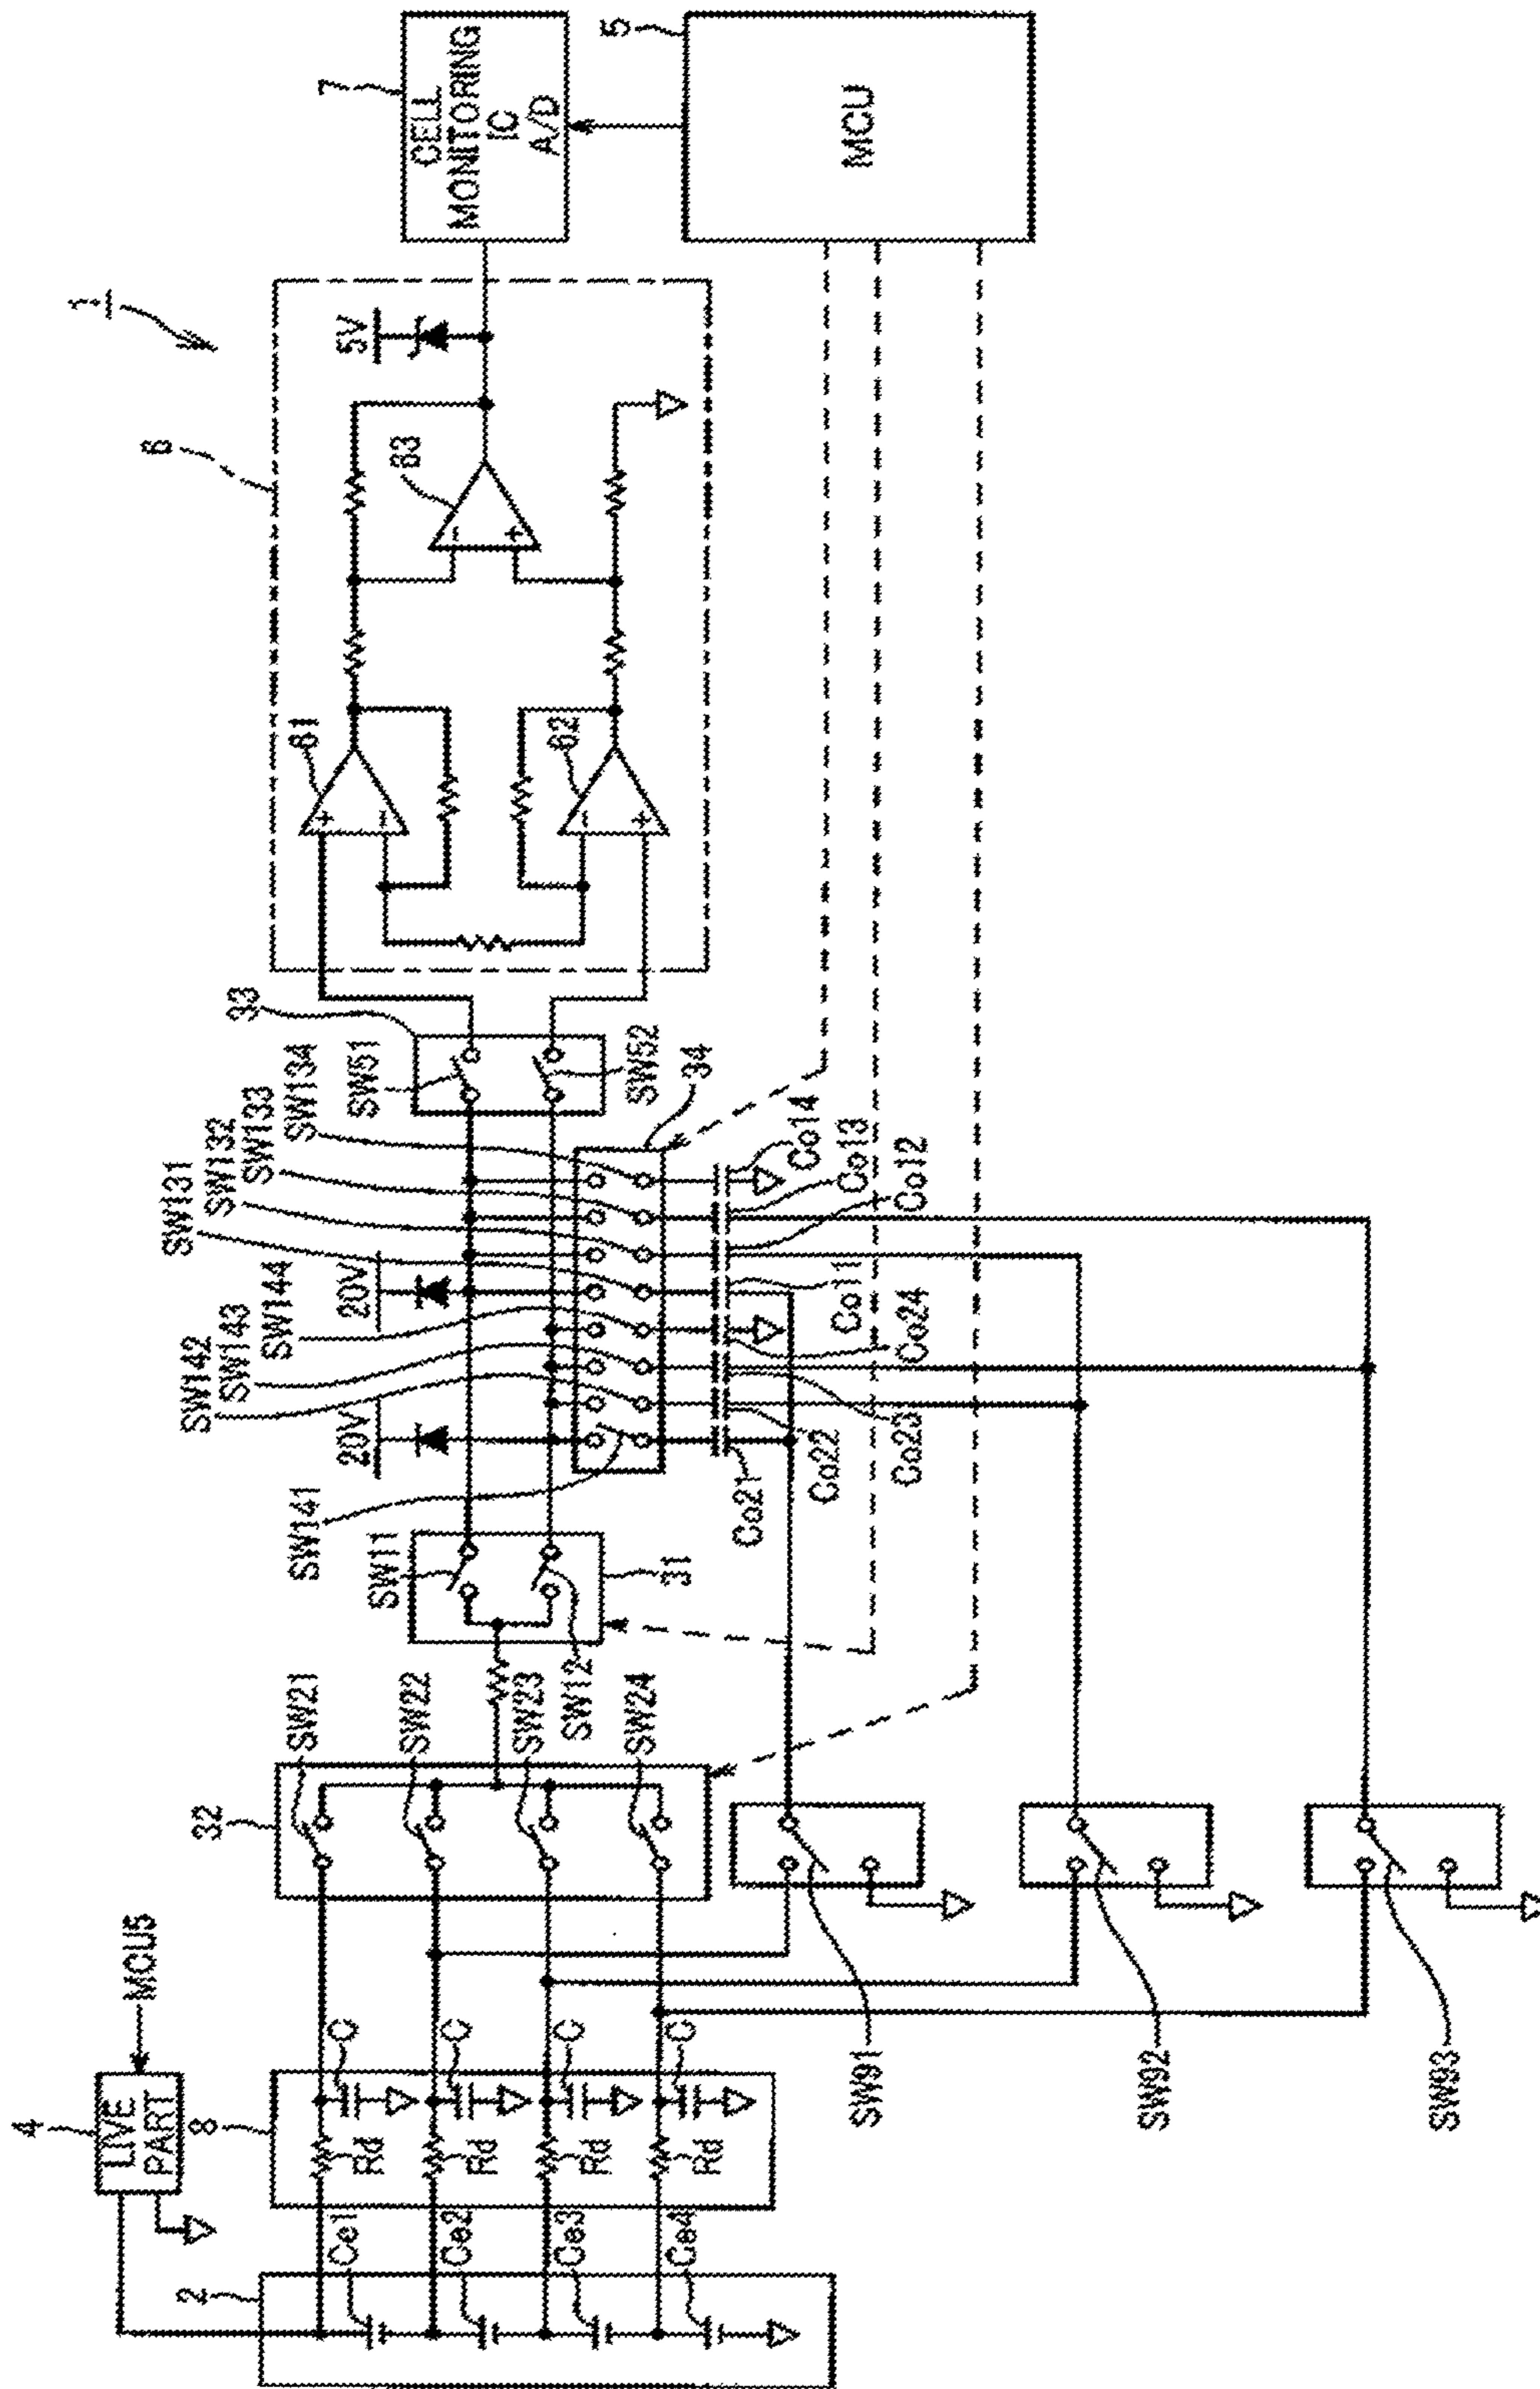 1
6
7
CELL
MONITORING
IC
A/D
5
MCU
5V
63
61
62
33
SW51
SW52
34
SW134
SW133
SW132
SW131
SW144
SW143
SW142
SW141
20V
20V
Co14
Co13
Co12
Co11
Co24
Co23
Co22
Co21
31
SW11
SW12
32
SW21
SW22
SW23
SW24
SW91
SW92
SW93
MCU5
4
LIVE
PART
8
C
C
C
C
Rd
Rd
Rd
Rd
2
Ce1
Ce2
Ce3
Ce4